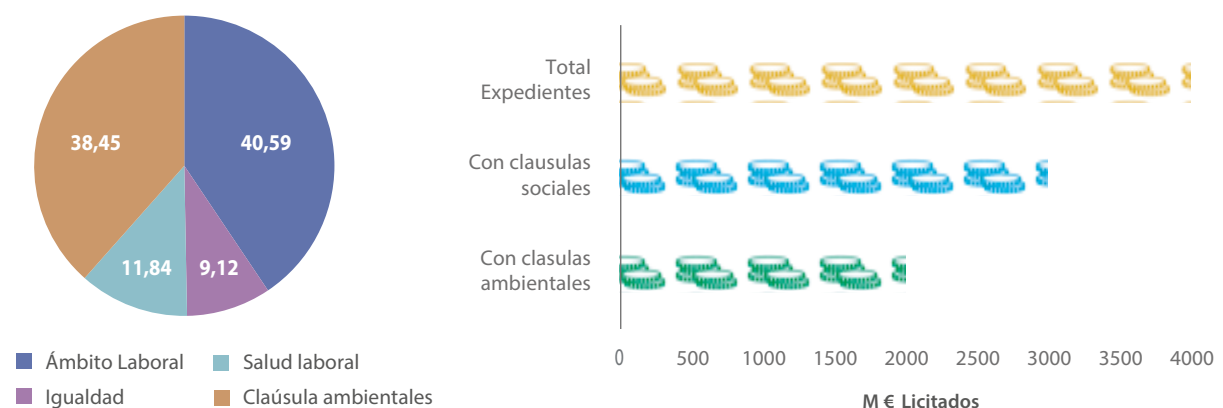 38,45
40,59
11,84
9,12
Ámbito Laboral
Salud laboral
Igualdad
Claúsula ambientales
Total
Expedientes
Con clausulas
sociales
Con clasulas
ambientales
0 500 1000 1500 2000 2500 3000 3500 4000
M € Licitados